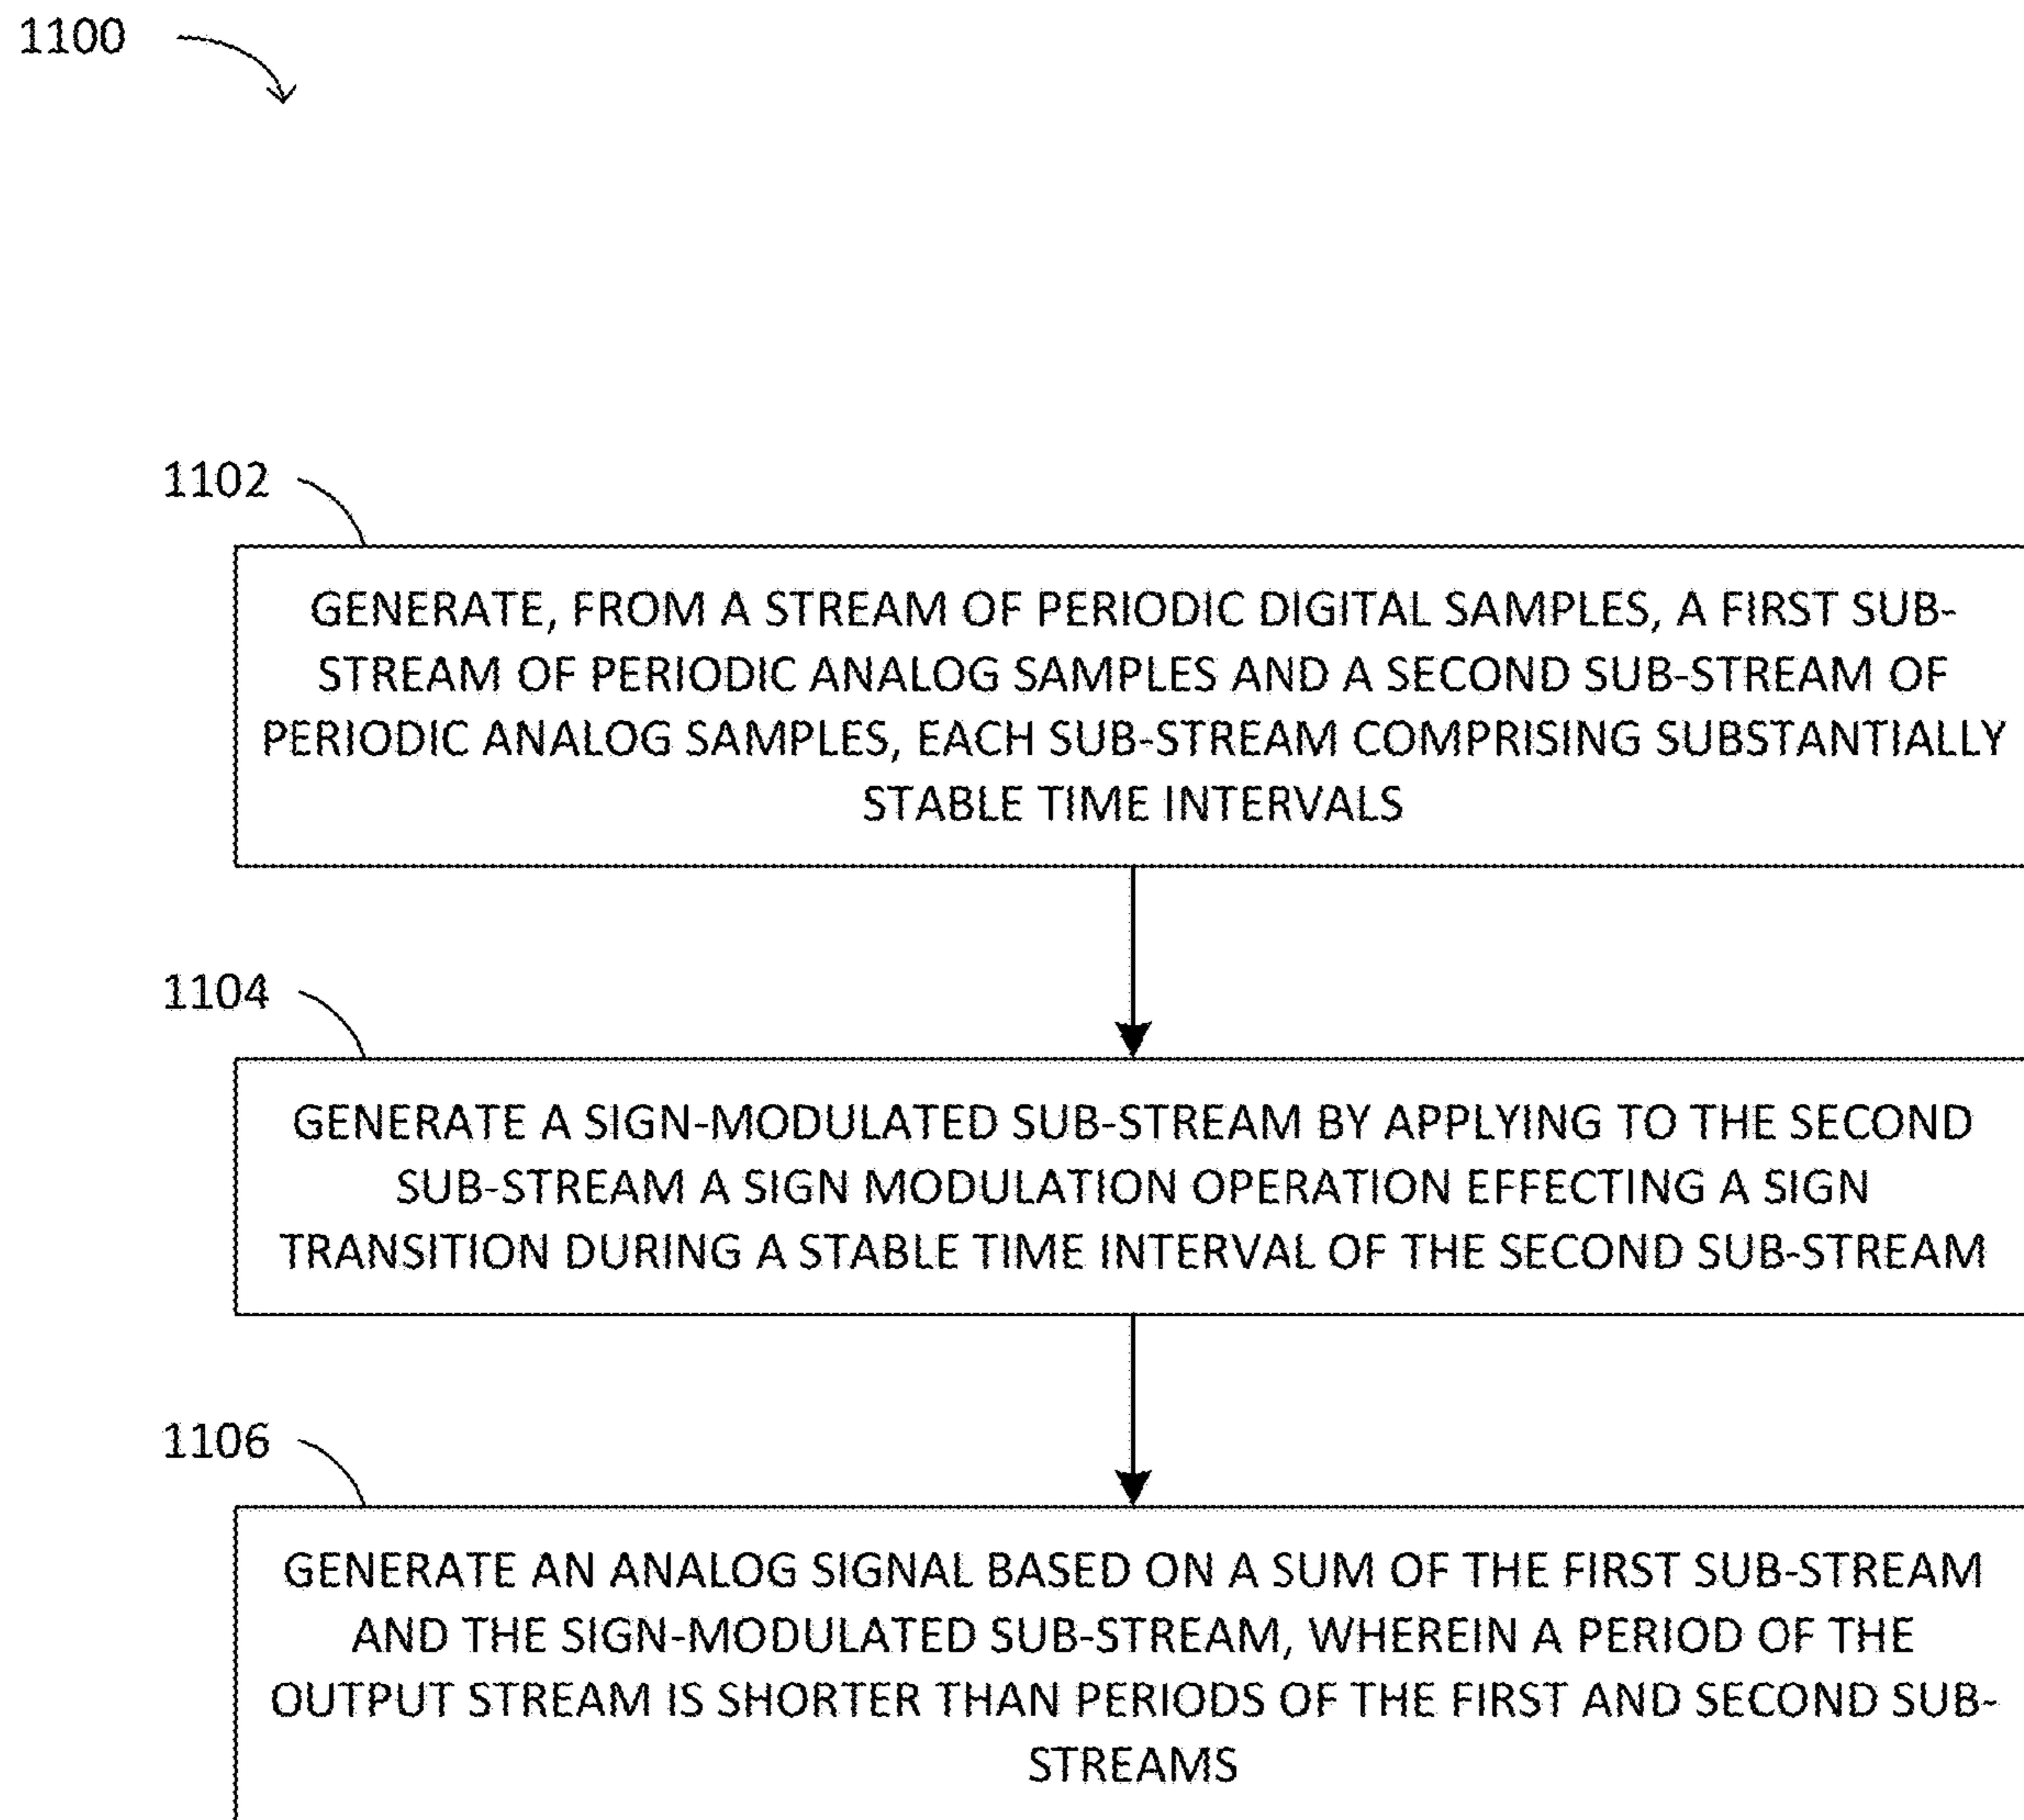 1100
1102
GENERATE, FROM A STREAM OF PERIODIC DIGITAL SAMPLES, A FIRST SUB-
STREAM OF PERIODIC ANALOG SAMPLES AND A SECOND SUB-STREAM OF
PERIODIC ANALOG SAMPLES, EACH SUB-STREAM COMPRISING SUBSTANTIALLY
STABLE TIME INTERVALS
1104
GENERATE A SIGN-MODULATED SUB-STREAM BY APPLYING TO THE SECOND
SUB-STREAM A SIGN MODULATION OPERATION EFFECTING A SIGN
TRANSITION DURING A STABLE TIME INTERVAL OF THE SECOND SUB-STREAM
1106
GENERATE AN ANALOG SIGNAL BASED ON A SUM OF THE FIRST SUB-STREAM
AND THE SIGN-MODULATED SUB-STREAM, WHEREIN A PERIOD OF THE
OUTPUT STREAM IS SHORTER THAN PERIODS OF THE FIRST AND SECOND SUB-
STREAMS